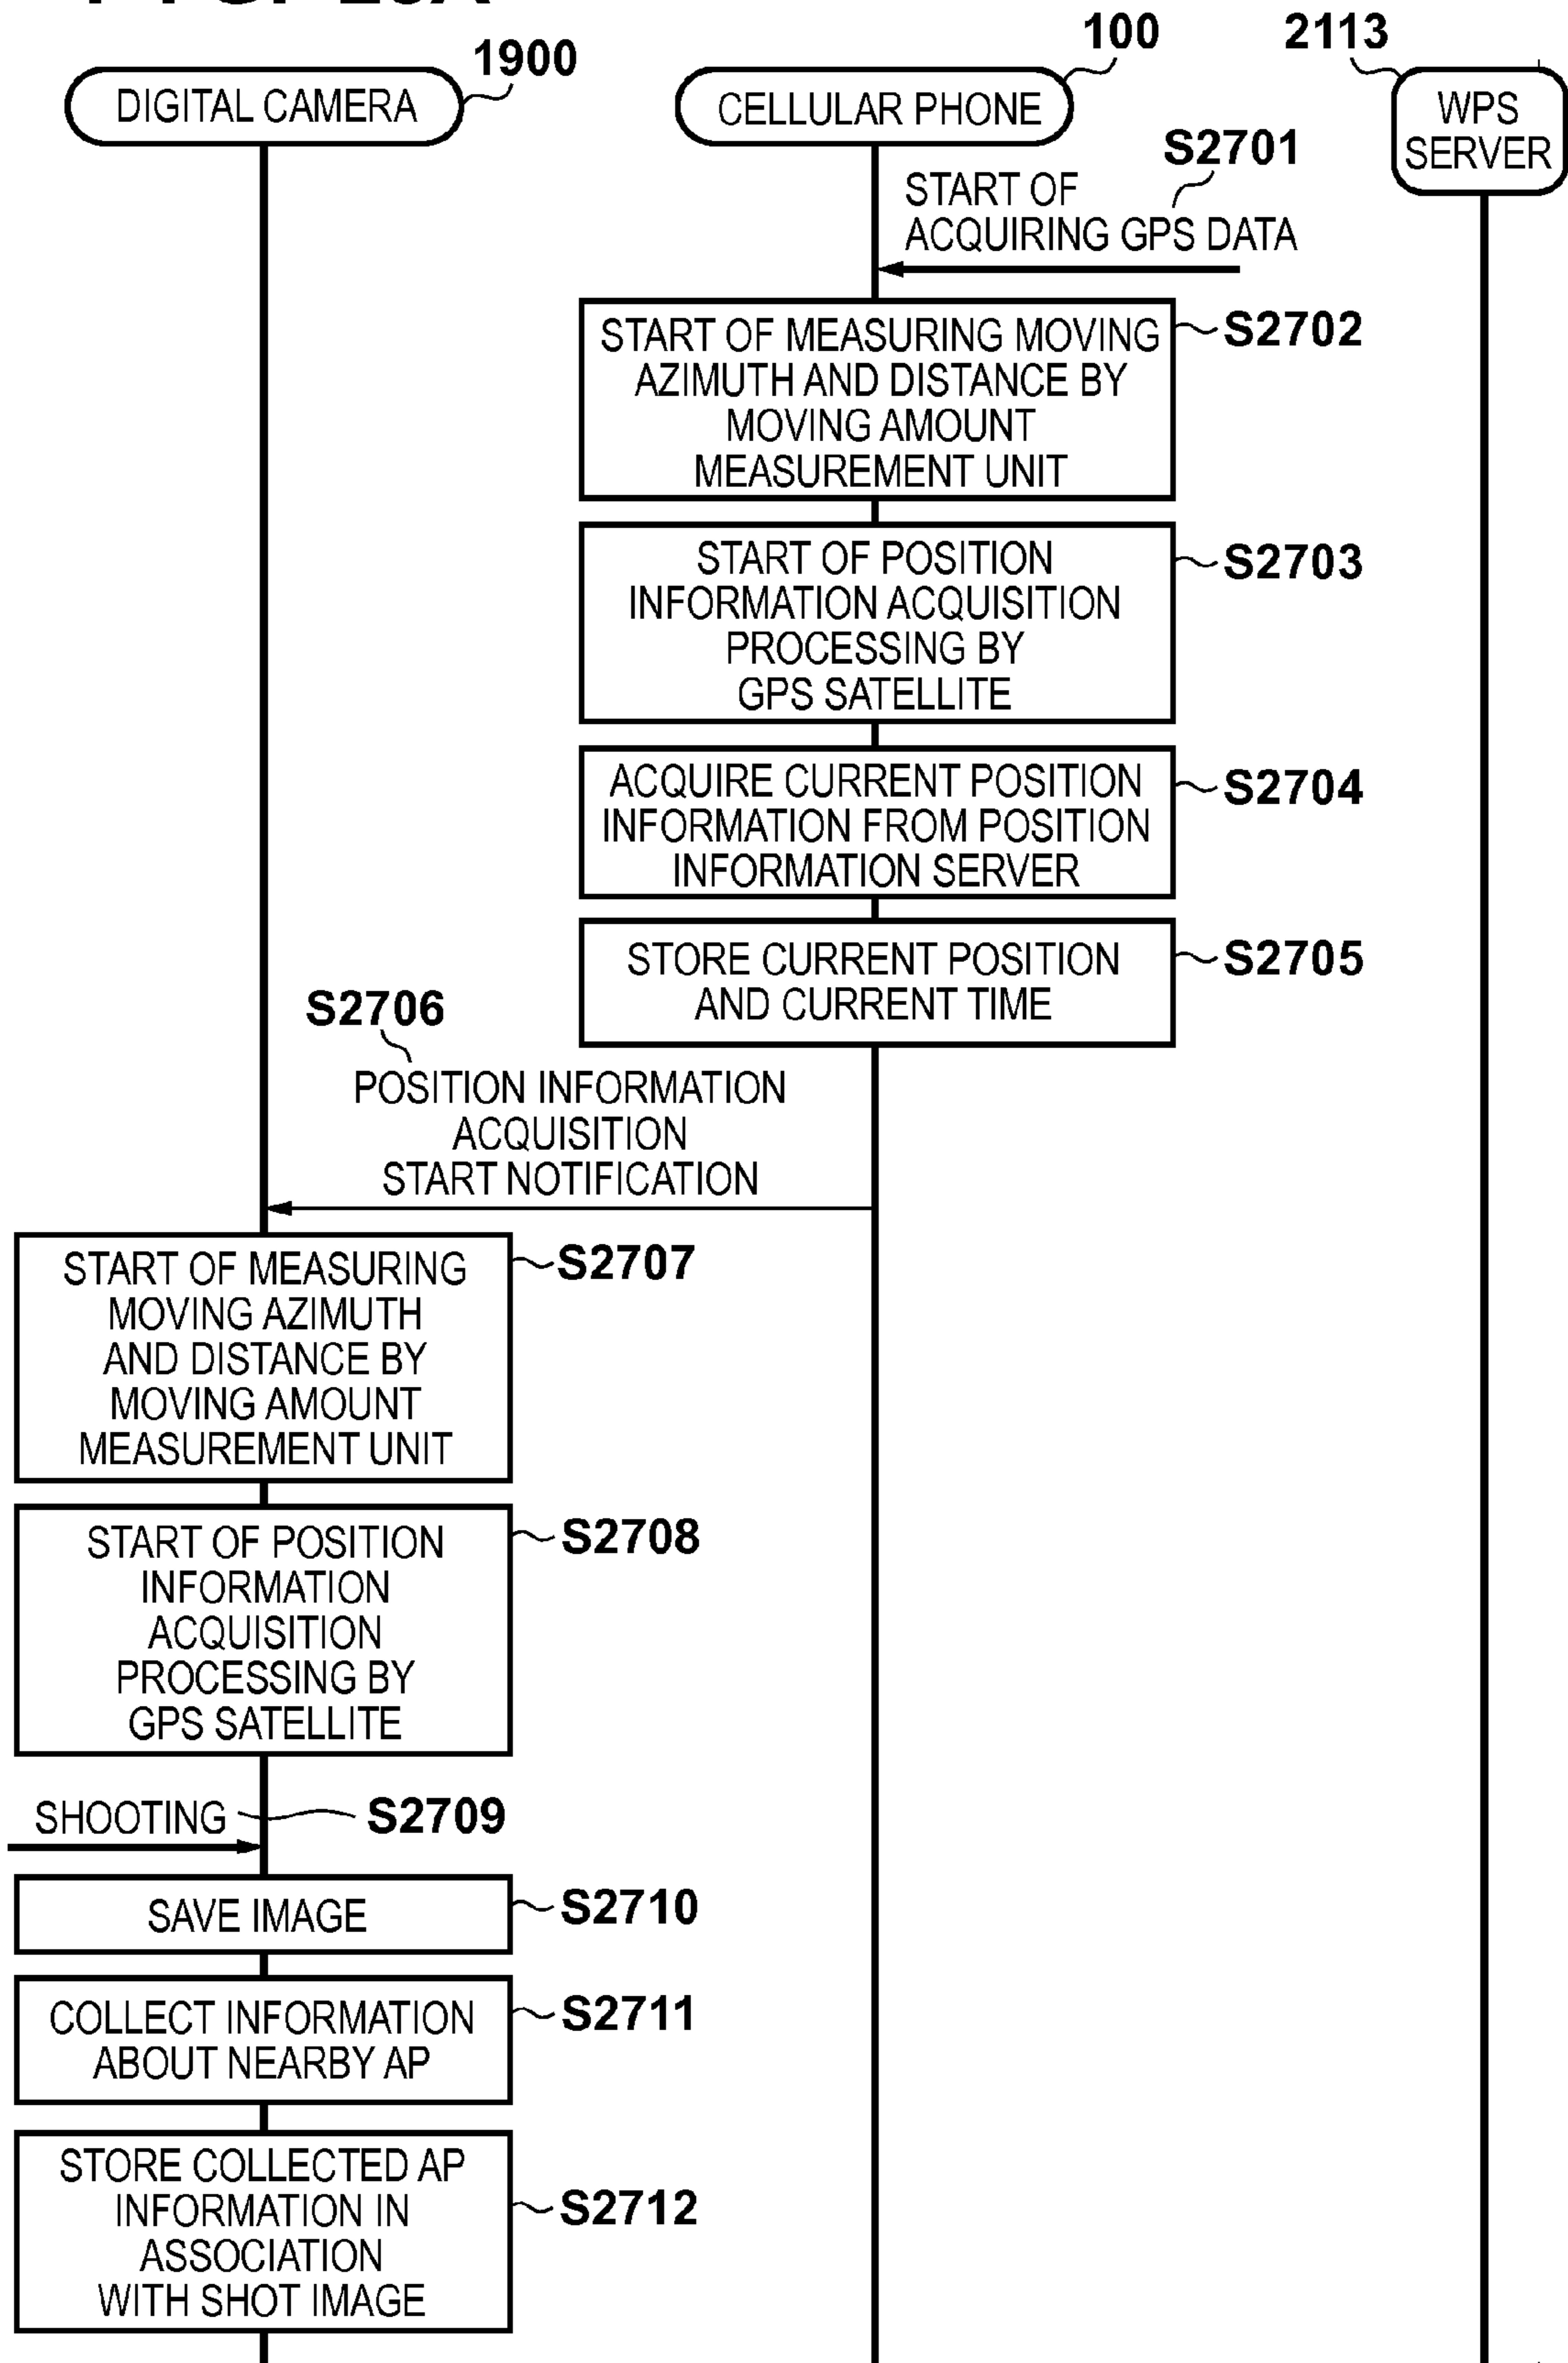 1900
100
2113
DIGITAL CAMERA
CELLULAR PHONE
WPS
SERVER
S2701
START OF
ACQUIRING GPS DATA
START OF MEASURING MOVING
AZIMUTH AND DISTANCE BY
MOVING AMOUNT
MEASUREMENT UNIT
S2702
START OF POSITION
INFORMATION ACQUISITION
PROCESSING BY
GPS SATELLITE
S2703
ACQUIRE CURRENT POSITION
INFORMATION FROM POSITION
INFORMATION SERVER
S2704
STORE CURRENT POSITION
AND CURRENT TIME
S2705
S2706
POSITION INFORMATION
ACQUISITION
START NOTIFICATION
START OF MEASURING
MOVING AZIMUTH
AND DISTANCE BY
MOVING AMOUNT
MEASUREMENT UNIT
S2707
START OF POSITION
INFORMATION
ACQUISITION
PROCESSING BY
GPS SATELLITE
S2708
SHOOTING
S2709
SAVE IMAGE
S2710
COLLECT INFORMATION
ABOUT NEARBY AP
S2711
STORE COLLECTED AP
INFORMATION IN
ASSOCIATION
WITH SHOT IMAGE
S2712